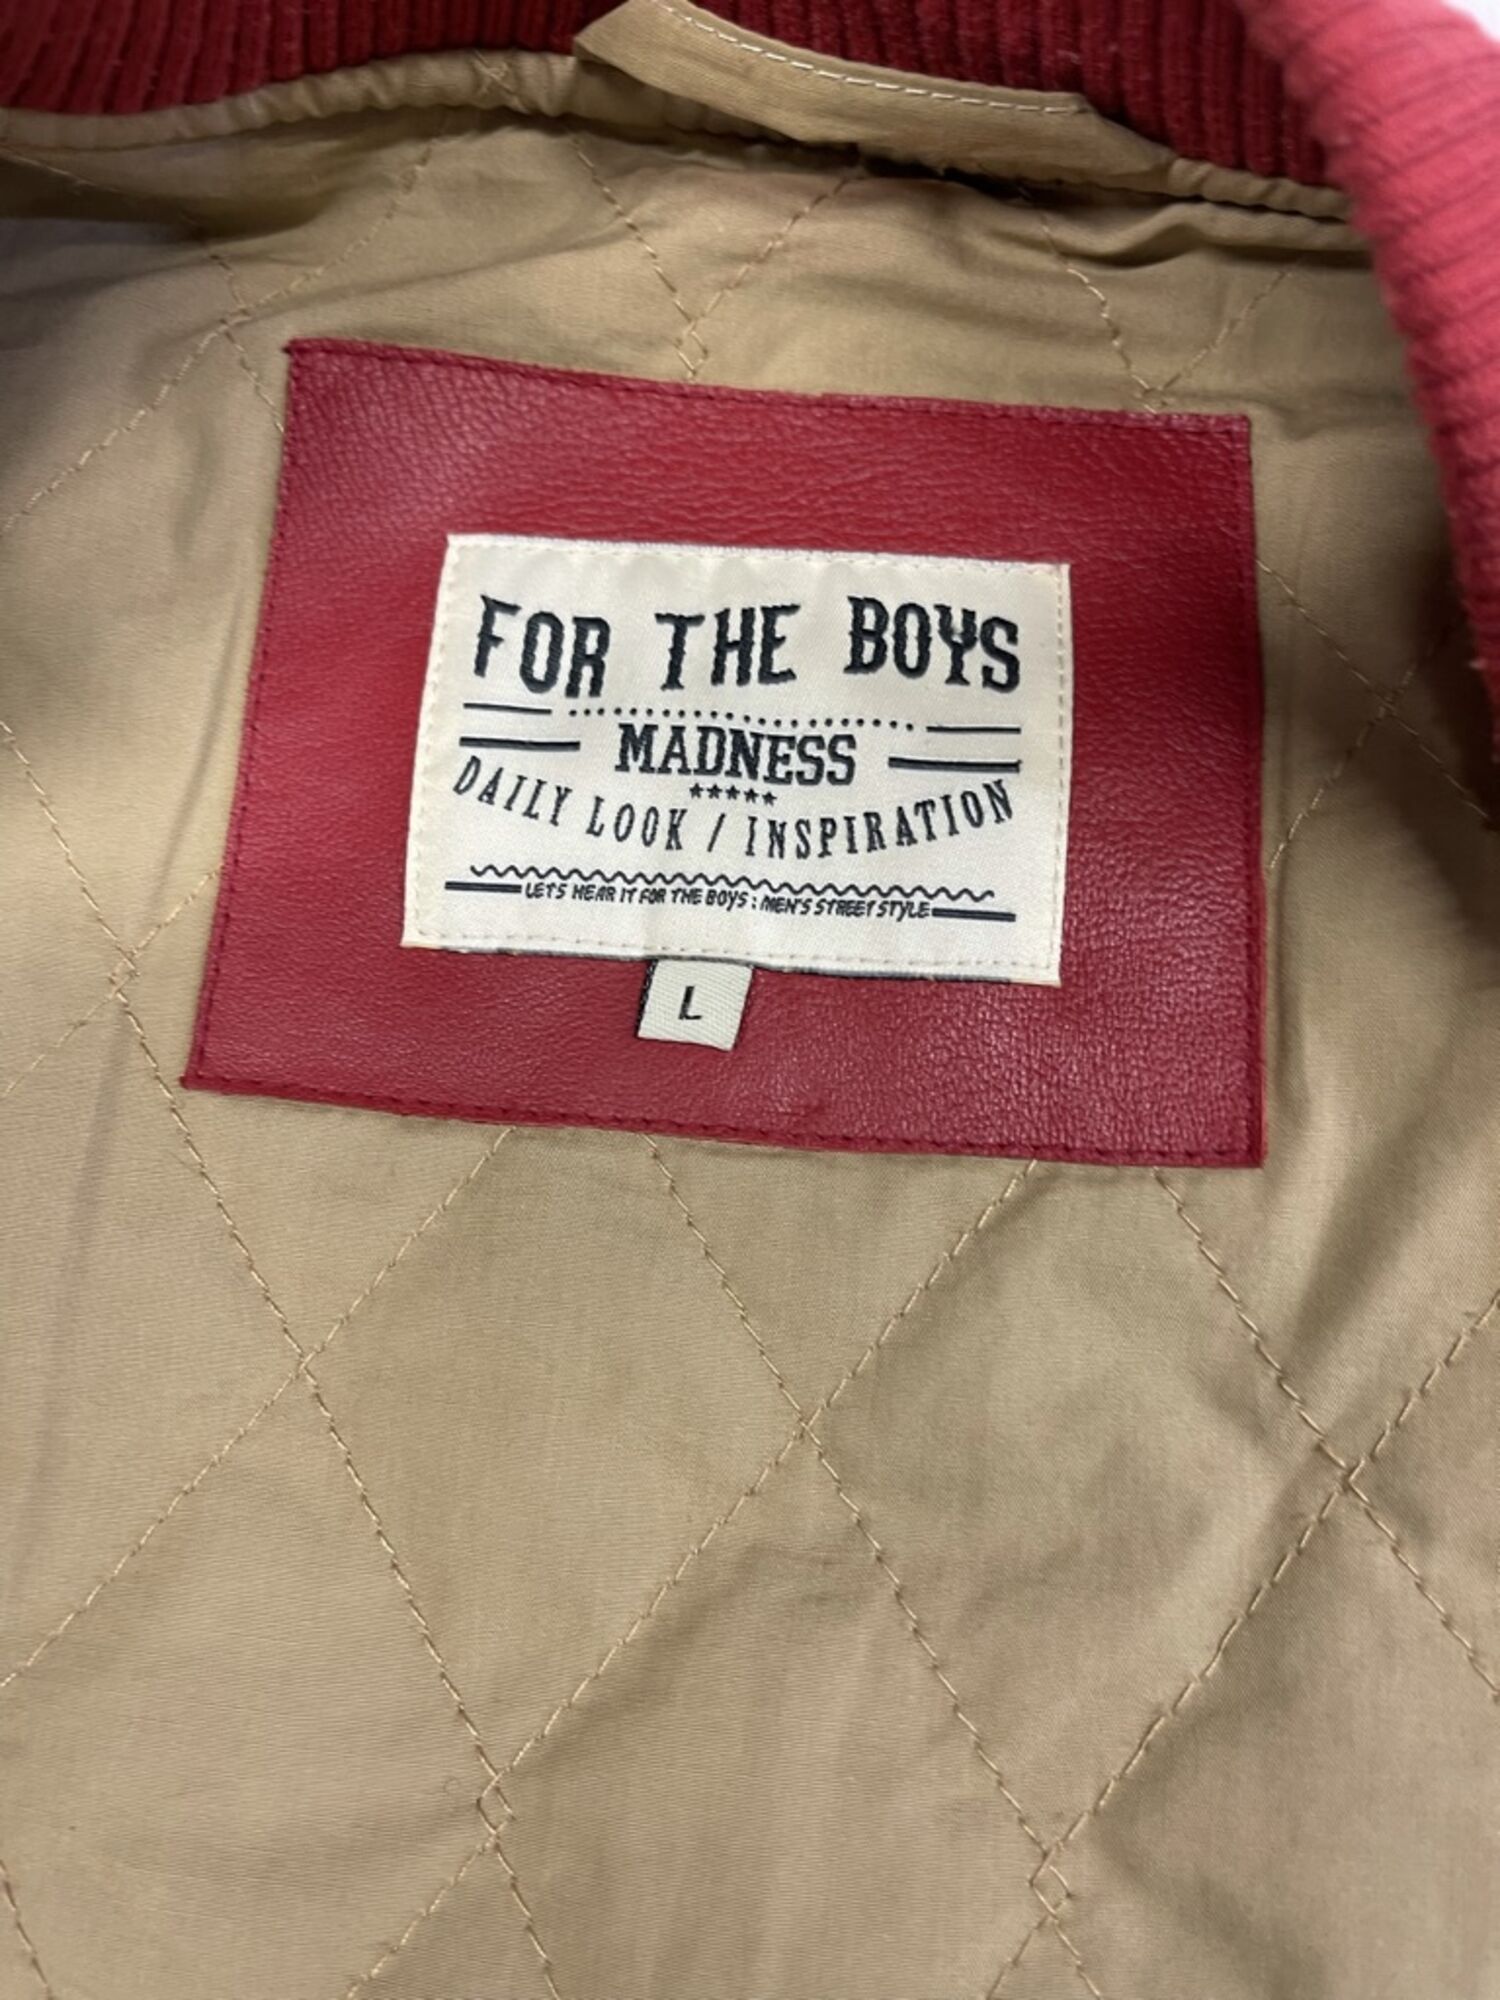 FOR THE BOYS
MADNESS
DAILY LOOK / INSPIRATION
LET'S HEAR IT FOR THE BOYS : MEN'S STREET STYLE
L